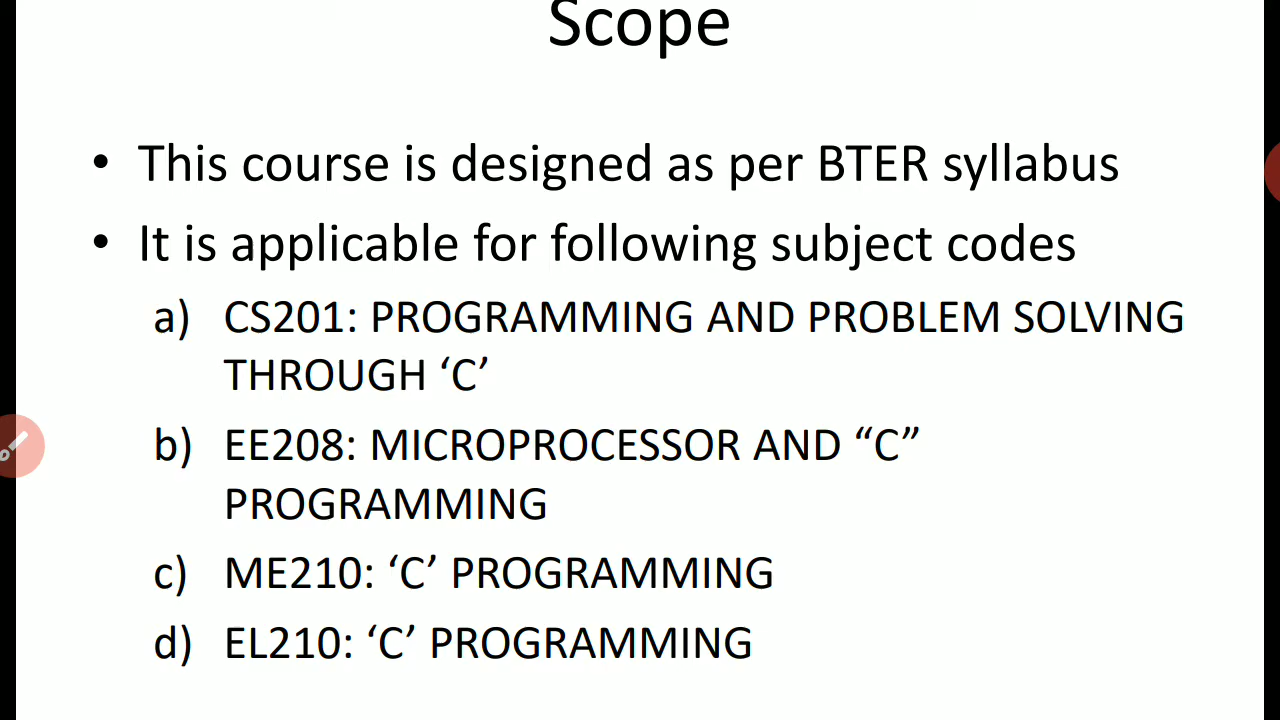 Scope
• This course is designed as per BTER syllabus
• It is applicable for following subject codes
a) CS201: PROGRAMMING AND PROBLEM SOLVING
THROUGH ‘C’
b) EE208: MICROPROCESSOR AND “C”
PROGRAMMING
c) ME210: ‘C’ PROGRAMMING
d) EL210: ‘C’ PROGRAMMING